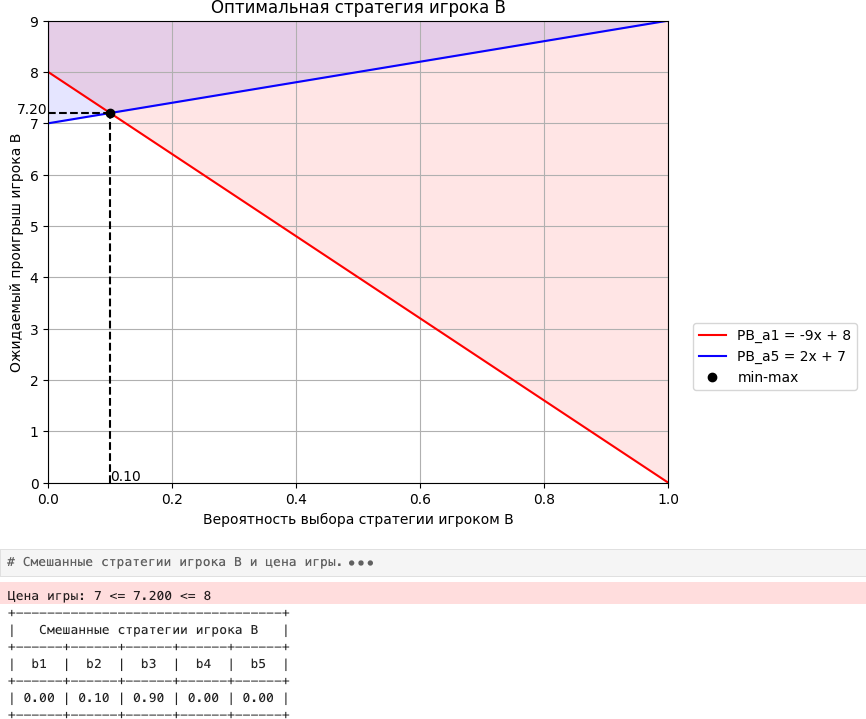 Оптимальная стратегия игрока B
9
8
7.20
7
6
5
4
3
2
1
0
Ожидаемый проигрыш игрока B
0.10
0.0 0.2 0.4 0.6 0.8 1.0
Вероятность выбора стратегии игроком B
PB_a1 = -9x + 8
PB_a5 = 2x + 7
min-max
# Смешанные стратегии игрока B и цена игры. •••
Цена игры: 7 <= 7.200 <= 8
+----------------------------------+
|   Смешанные стратегии игрока B   |
+------+------+------+------+------+
|  b1  |  b2  |  b3  |  b4  |  b5  |
+------+------+------+------+------+
| 0.00 | 0.10 | 0.90 | 0.00 | 0.00 |
+------+------+------+------+------+